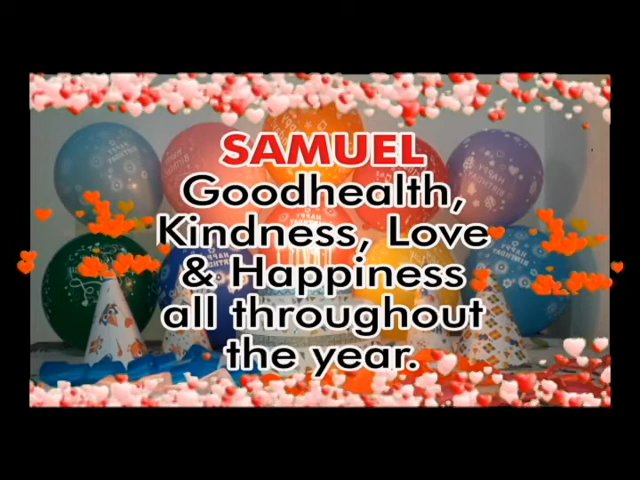 SAMUEL
Goodhealth,
Kindness, Love
& Happiness
all throughout
the year.